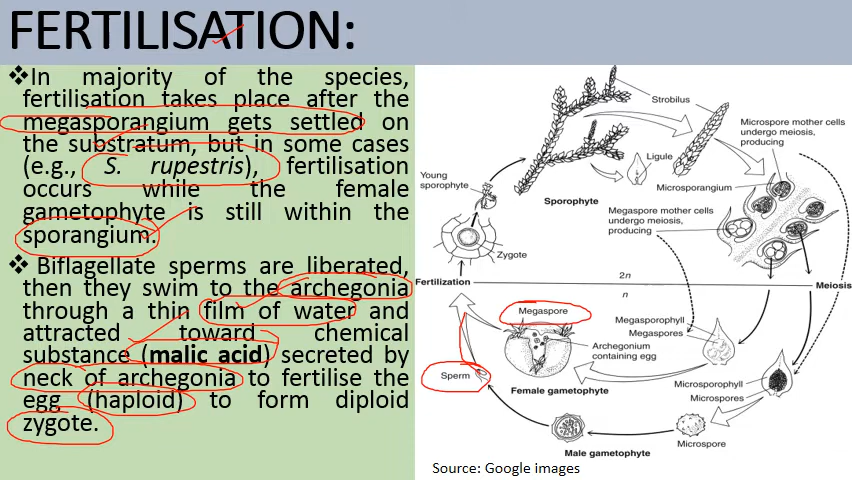 FERTILISATION:
❖In majority of the species,
fertilisation takes place after the
megasporangium gets settled on
the substratum, but in some cases
(e.g., S. rupestris), fertilisation
occurs while the female
gametophyte is still within the
sporangium.
❖ Biflagellate sperms are liberated,
then they swim to the archegonia
through a thin film of water and
attracted toward chemical
substance (malic acid) secreted by
neck of archegonia to fertilise the
egg (haploid) to form diploid
zygote.
Strobilus
Microspore mother cells
undergo meiosis,
producing
Ligule
Young
sporophyte
Microsporangium
Sporophyte
Megaspore mother cells
undergo meiosis,
producing
Zygote
Fertilization
2n
Meiosis
n
Megaspore
Megasporophyll
Megaspores
Archegonium
containing egg
Sperm
Female gametophyte
Microsporophyll
Microspores
Microspore
Male gametophyte
Source: Google images